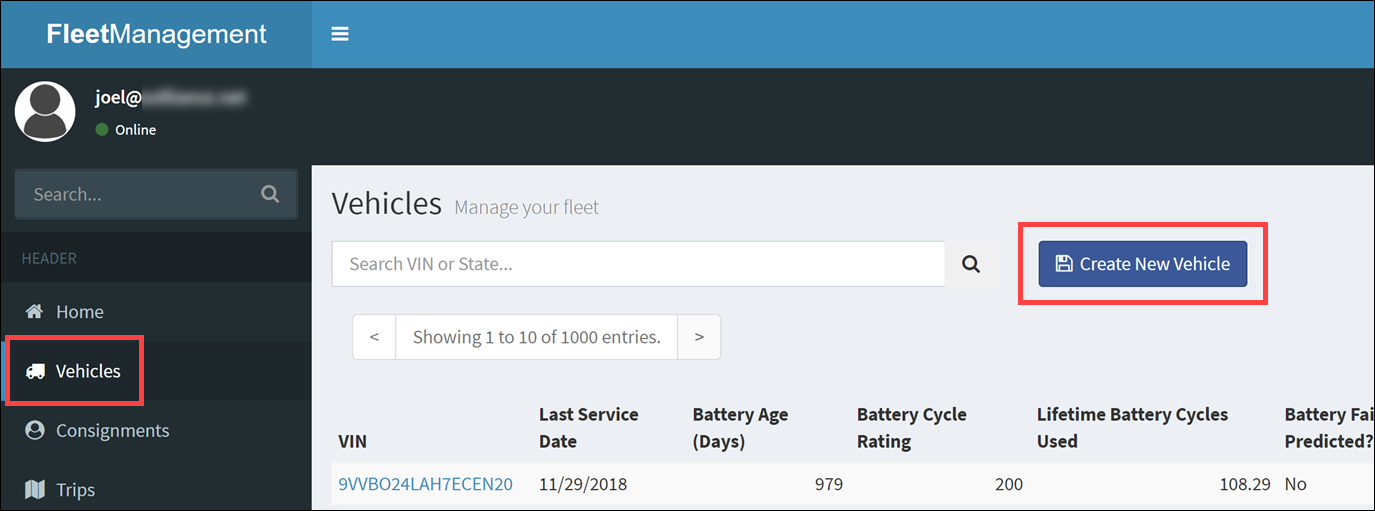 FleetManagement
joel@
Online
Search...
HEADER
Home
Vehicles
Consignments
Trips
Vehicles Manage your fleet
Search VIN or State...
Create New Vehicle
< Showing 1 to 10 of 1000 entries. >
VIN
Last Service
Date
Battery Age
(Days)
Battery Cycle
Rating
Lifetime Battery Cycles
Used
Battery Fai
Predicted?
9VVBO24LAH7ECEN20 11/29/2018 979 200 108.29 No